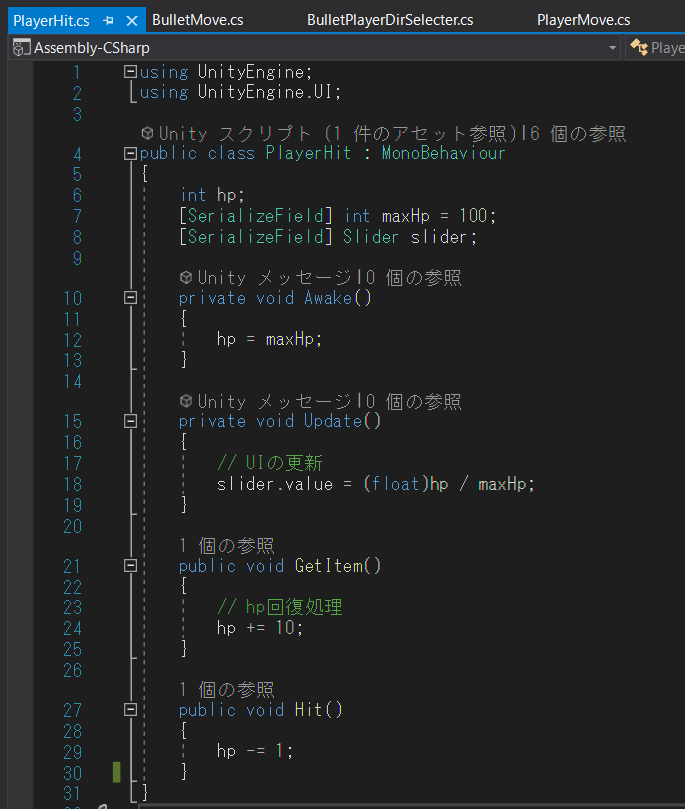 PlayerHit.cs
BulletMove.cs
BulletPlayerDirSelecter.cs
PlayerMove.cs
Assembly-CSharp
Playe
1 using UnityEngine;
2 using UnityEngine.UI;
3
Unity スクリプト (1 件のアセット参照)|6 個の参照
4 public class PlayerHit : MonoBehaviour
5 {
6 int hp;
7 [SerializeField] int maxHp = 100;
8 [SerializeField] Slider slider;
9
Unity メッセージ|0 個の参照
10 private void Awake()
11 {
12 hp = maxHp;
13 }
14
Unity メッセージ|0 個の参照
15 private void Update()
16 {
17 // UIの更新
18 slider.value = (float)hp / maxHp;
19 }
20
1 個の参照
21 public void GetItem()
22 {
23 // hp回復処理
24 hp += 10;
25 }
26
1 個の参照
27 public void Hit()
28 {
29 hp -= 1;
30 }
31 }